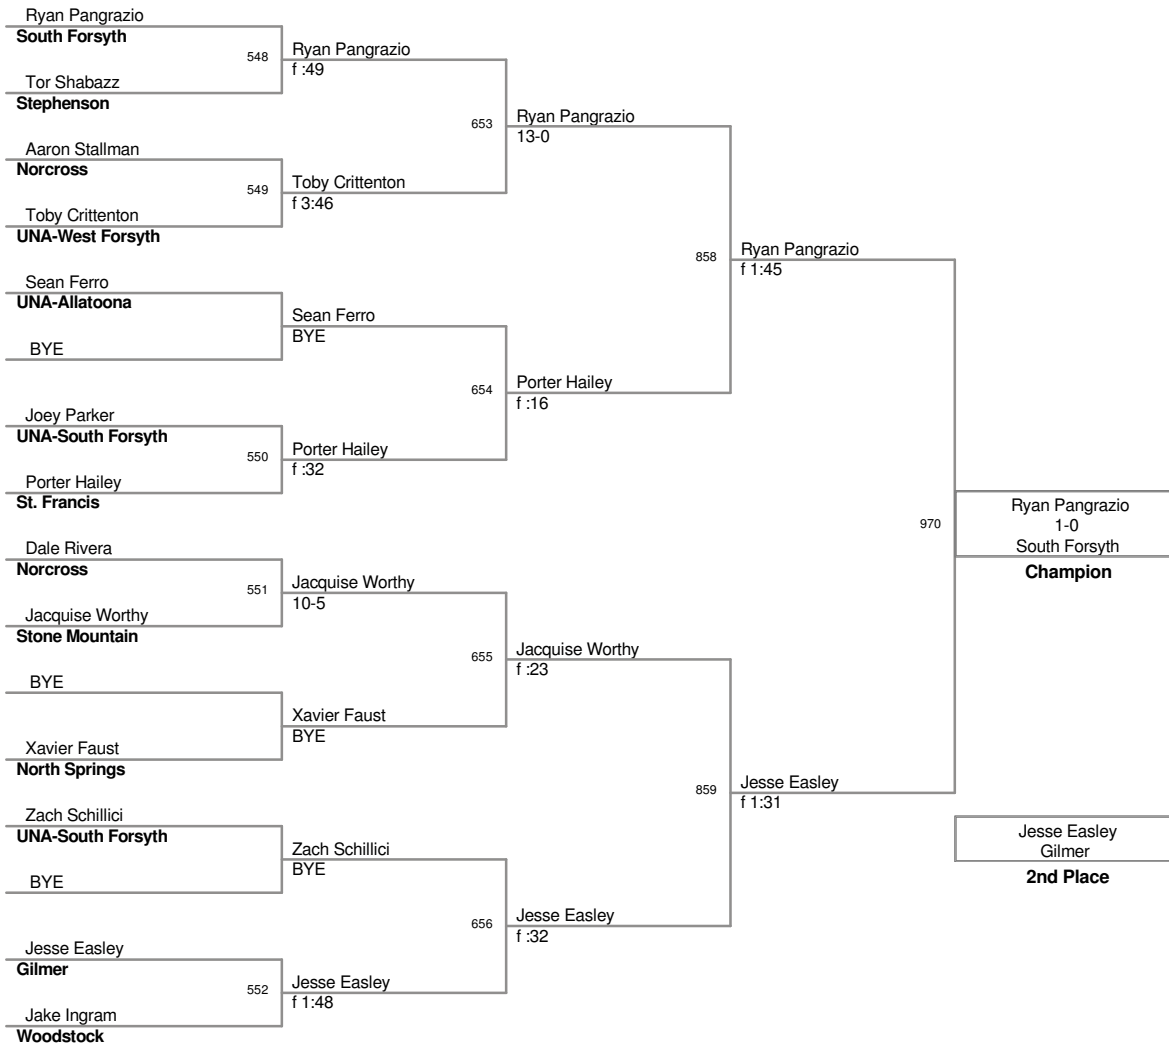 Ryan Pangrazio
South Forsyth
548
Ryan Pangrazio
f :49
Tor Shabazz
Stephenson
653
Ryan Pangrazio
13-0
Aaron Stallman
Norcross
549
Toby Crittenton
f 3:46
Toby Crittenton
UNA-West Forsyth
858
Ryan Pangrazio
f 1:45
Sean Ferro
UNA-Allatoona
Sean Ferro
BYE
BYE
654
Porter Hailey
f :16
Joey Parker
UNA-South Forsyth
550
Porter Hailey
f :32
Porter Hailey
St. Francis
970
Ryan Pangrazio
1-0
South Forsyth
Champion
Dale Rivera
Norcross
551
Jacquise Worthy
10-5
Jacquise Worthy
Stone Mountain
655
Jacquise Worthy
f :23
BYE
Xavier Faust
BYE
Xavier Faust
North Springs
859
Jesse Easley
f 1:31
Zach Schillici
UNA-South Forsyth
Zach Schillici
BYE
BYE
Jesse Easley
Gilmer
2nd Place
656
Jesse Easley
f :32
Jesse Easley
Gilmer
552
Jesse Easley
f 1:48
Jake Ingram
Woodstock